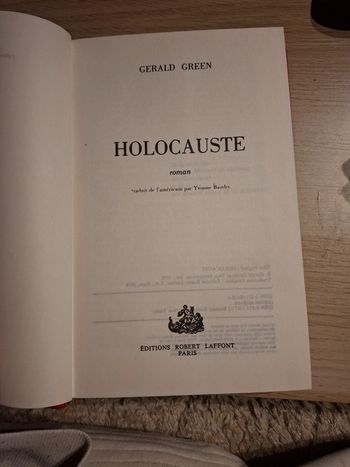 GERALD GREEN
HOLOCAUSTE
roman
traduit de l'américain par Yvonne Baudry
ÉDITIONS ROBERT LAFFONT
PARIS